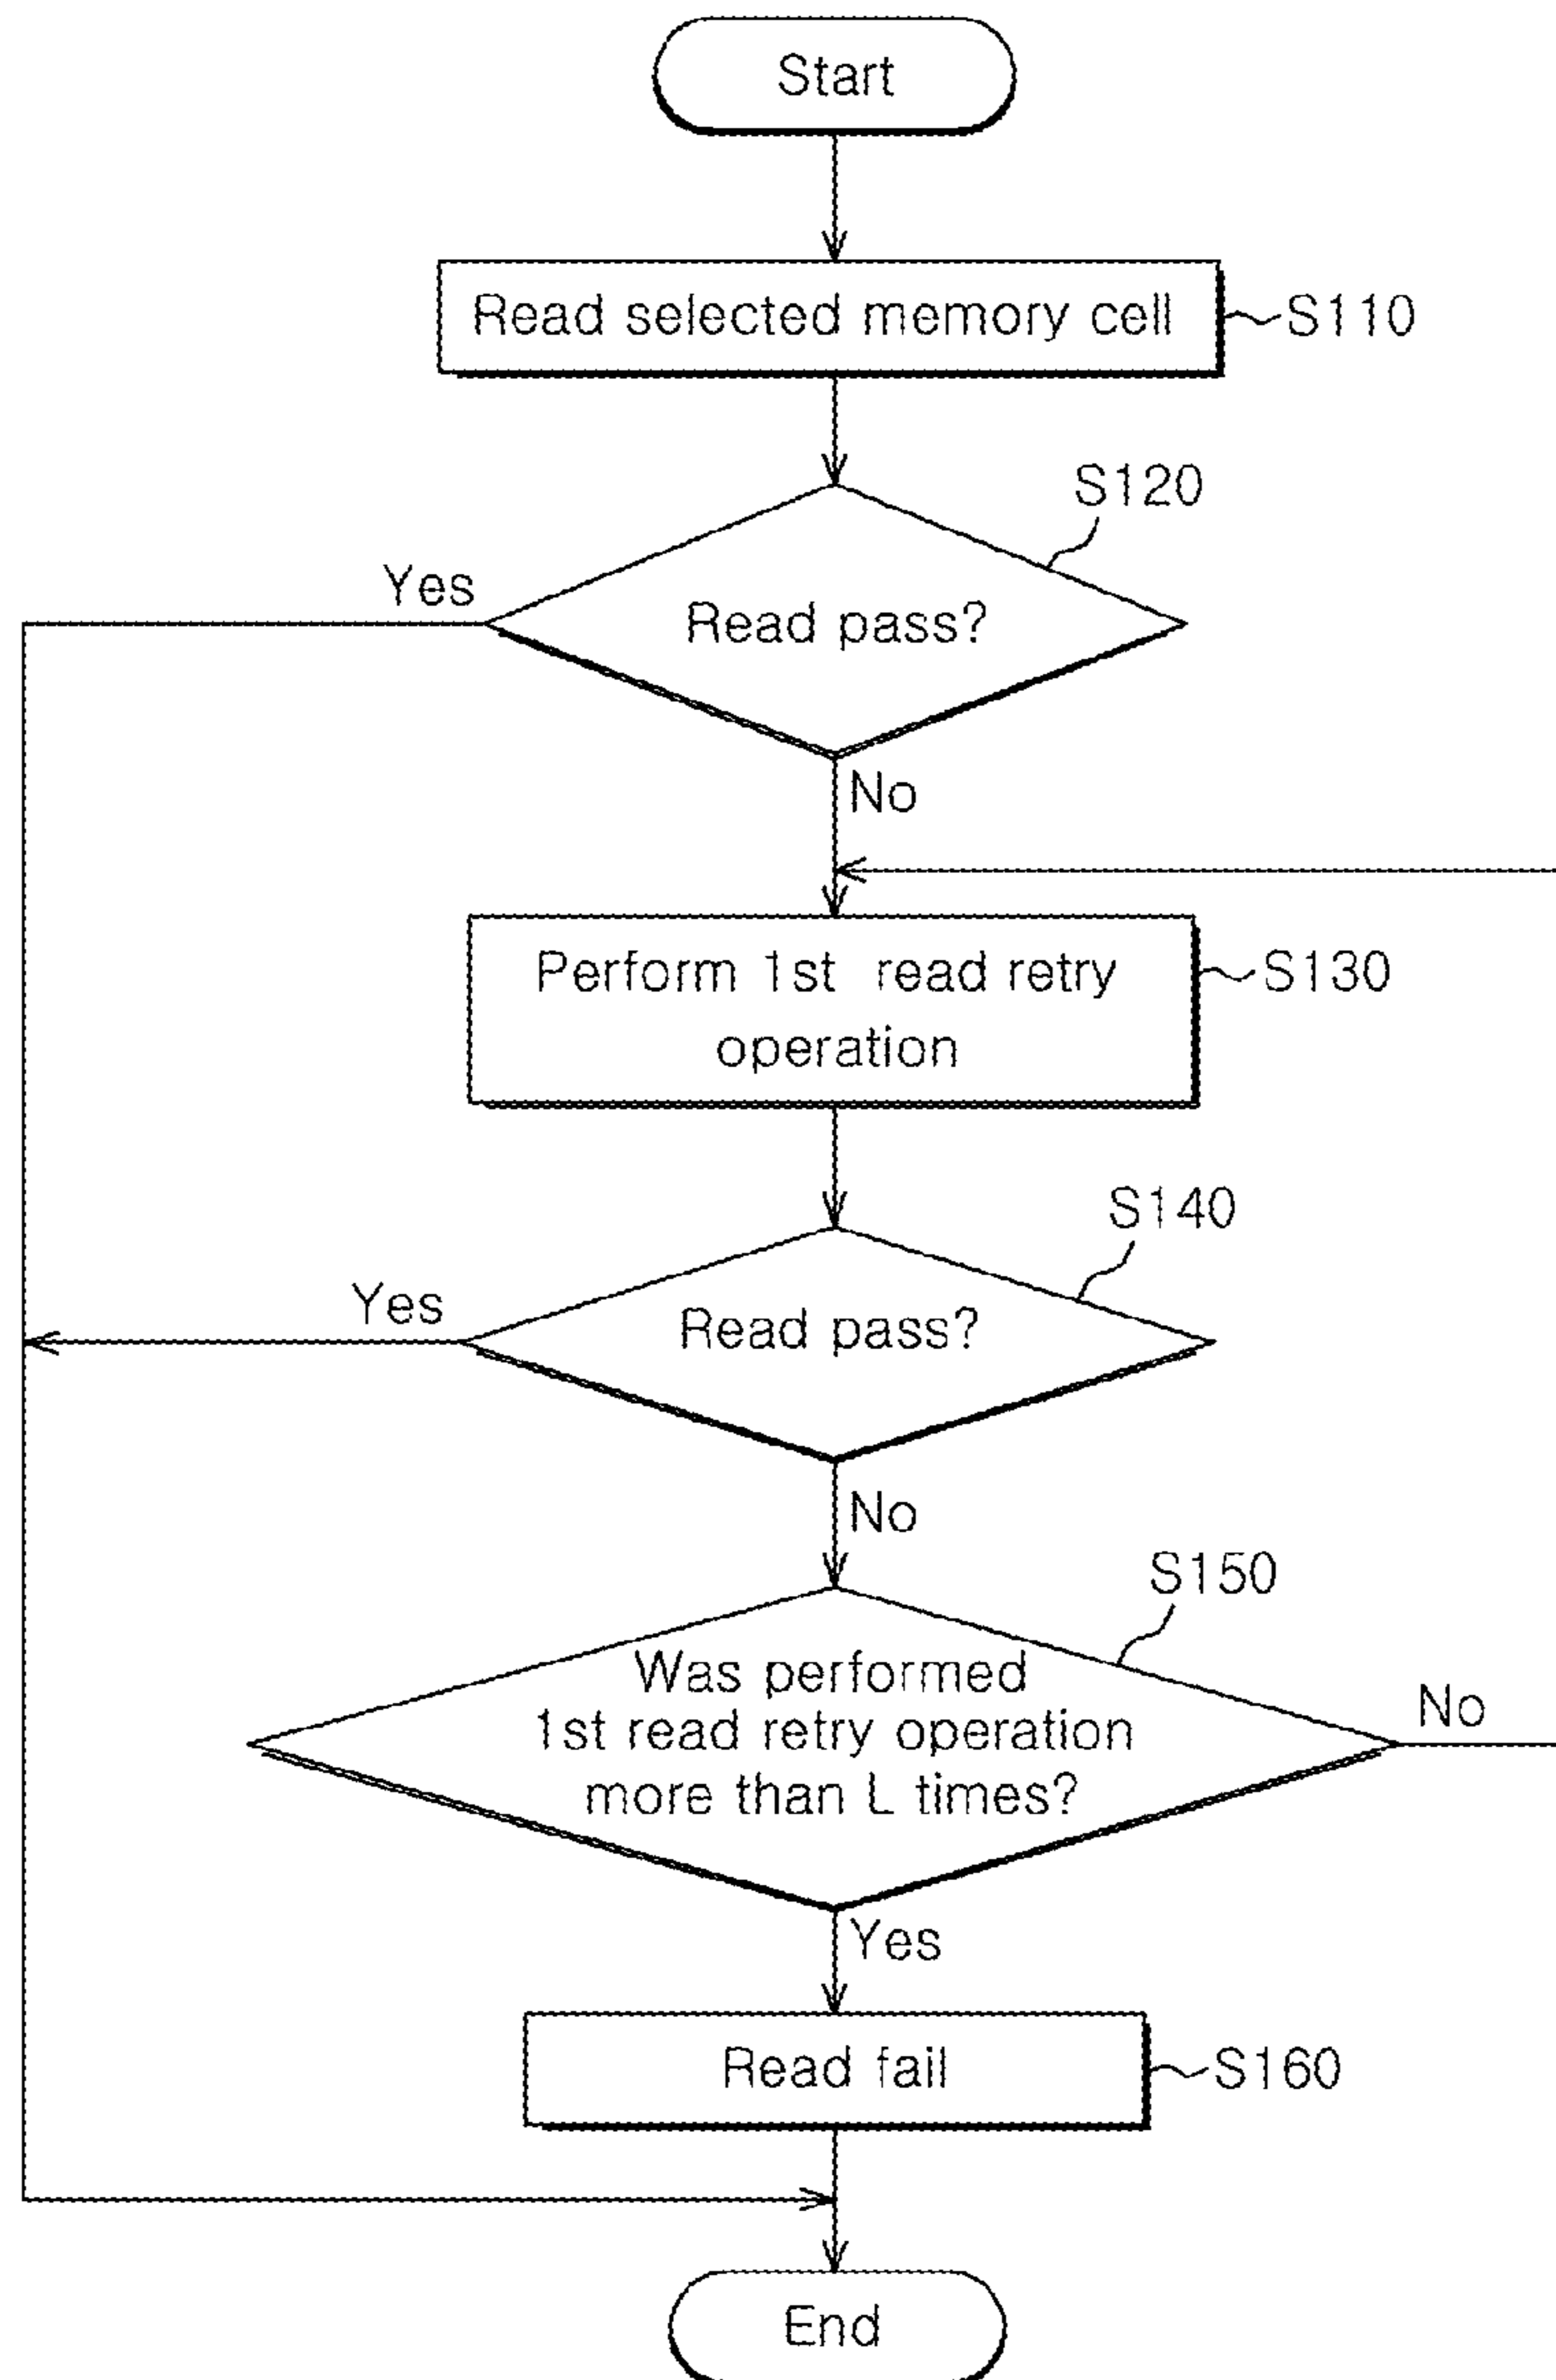 Start
Read selected memory cell
S110
S120
Yes
Read pass?
No
Perform 1st read retry
operation
S130
S140
Yes
Read pass?
No
S150
Was performed
1st read retry operation
more than L times?
No
Yes
Read fail
S160
End